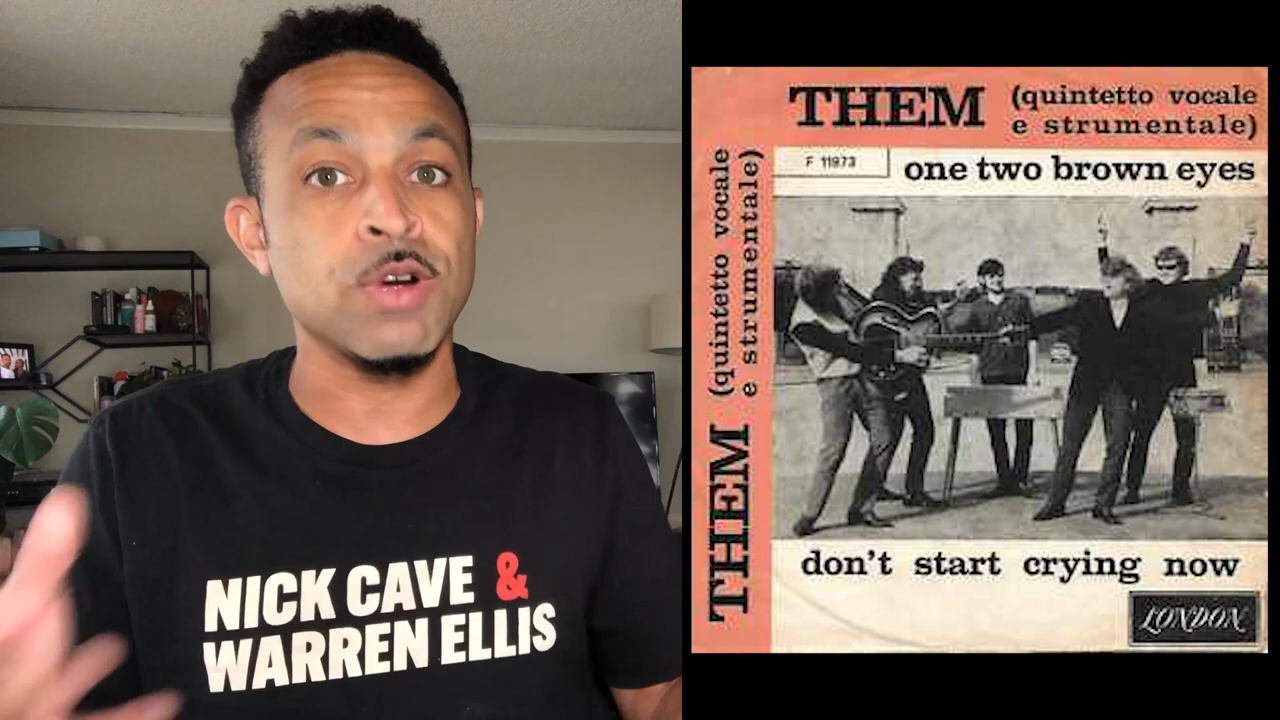 NICK CAVE &
WARREN ELLIS
THEM (quintetto vocale
e strumentale)
THEM (quintetto vocale
e strumentale)
F 11973
one two brown eyes
don't start crying now
LONDON